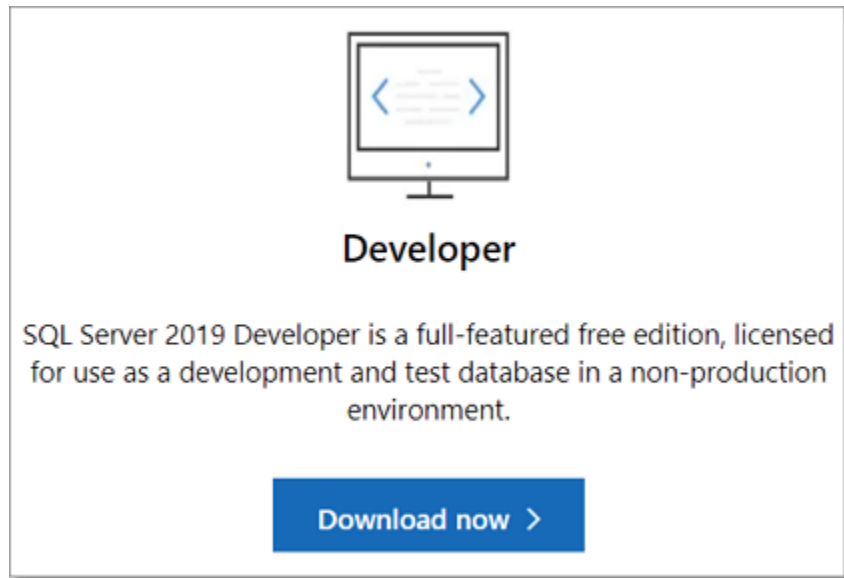 Developer
SQL Server 2019 Developer is a full-featured free edition, licensed
for use as a development and test database in a non-production
environment.
Download now >